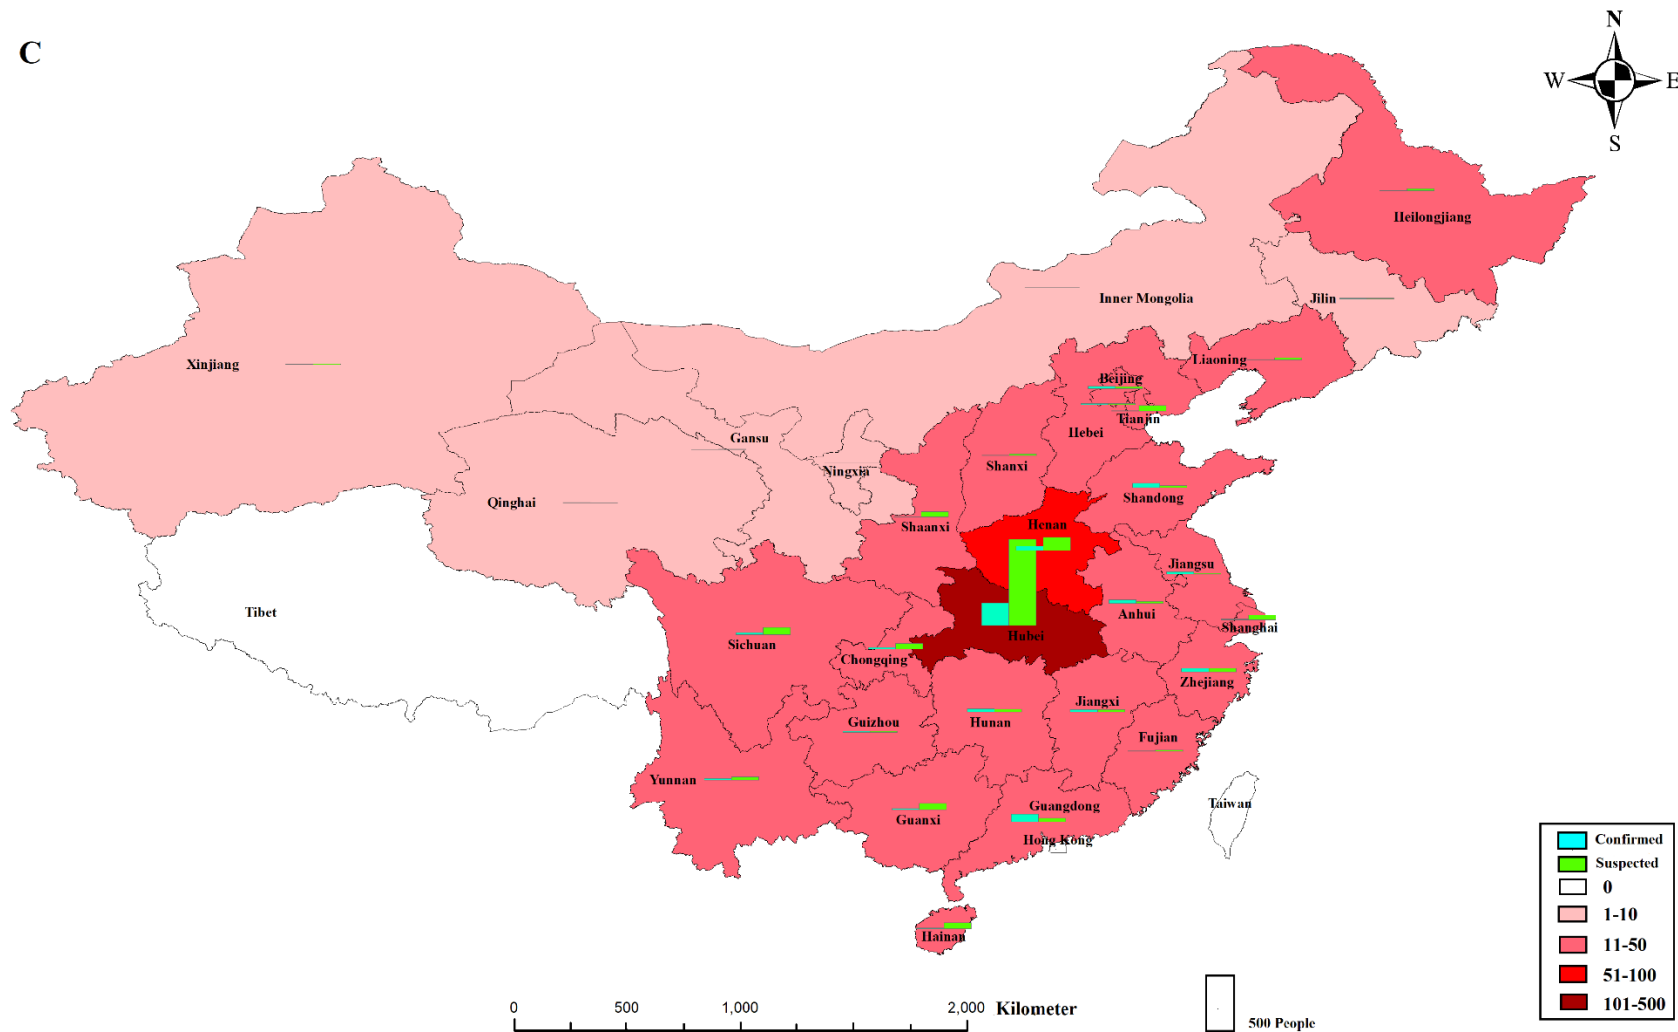 C
N
W E
S
Heilongjiang
Inner Mongolia
Jilin
Xinjiang
Liaoning
Beijing
Tianjin
Hebei
Gansu
Ningxia
Shanxi
Qinghai
Shandong
Shaanxi
Henan
Jiangsu
Tibet
Anhui
Shanghai
Sichuan
Hubei
Chongqing
Zhejiang
Jiangxi
Guizhou
Hunan
Fujian
Yunnan
Guanxi
Guangdong
Taiwan
Hong Kong
Hainan
Confirmed
Suspected
0
1-10
11-50
51-100
101-500
0 500 1,000 2,000 Kilometer
500 People